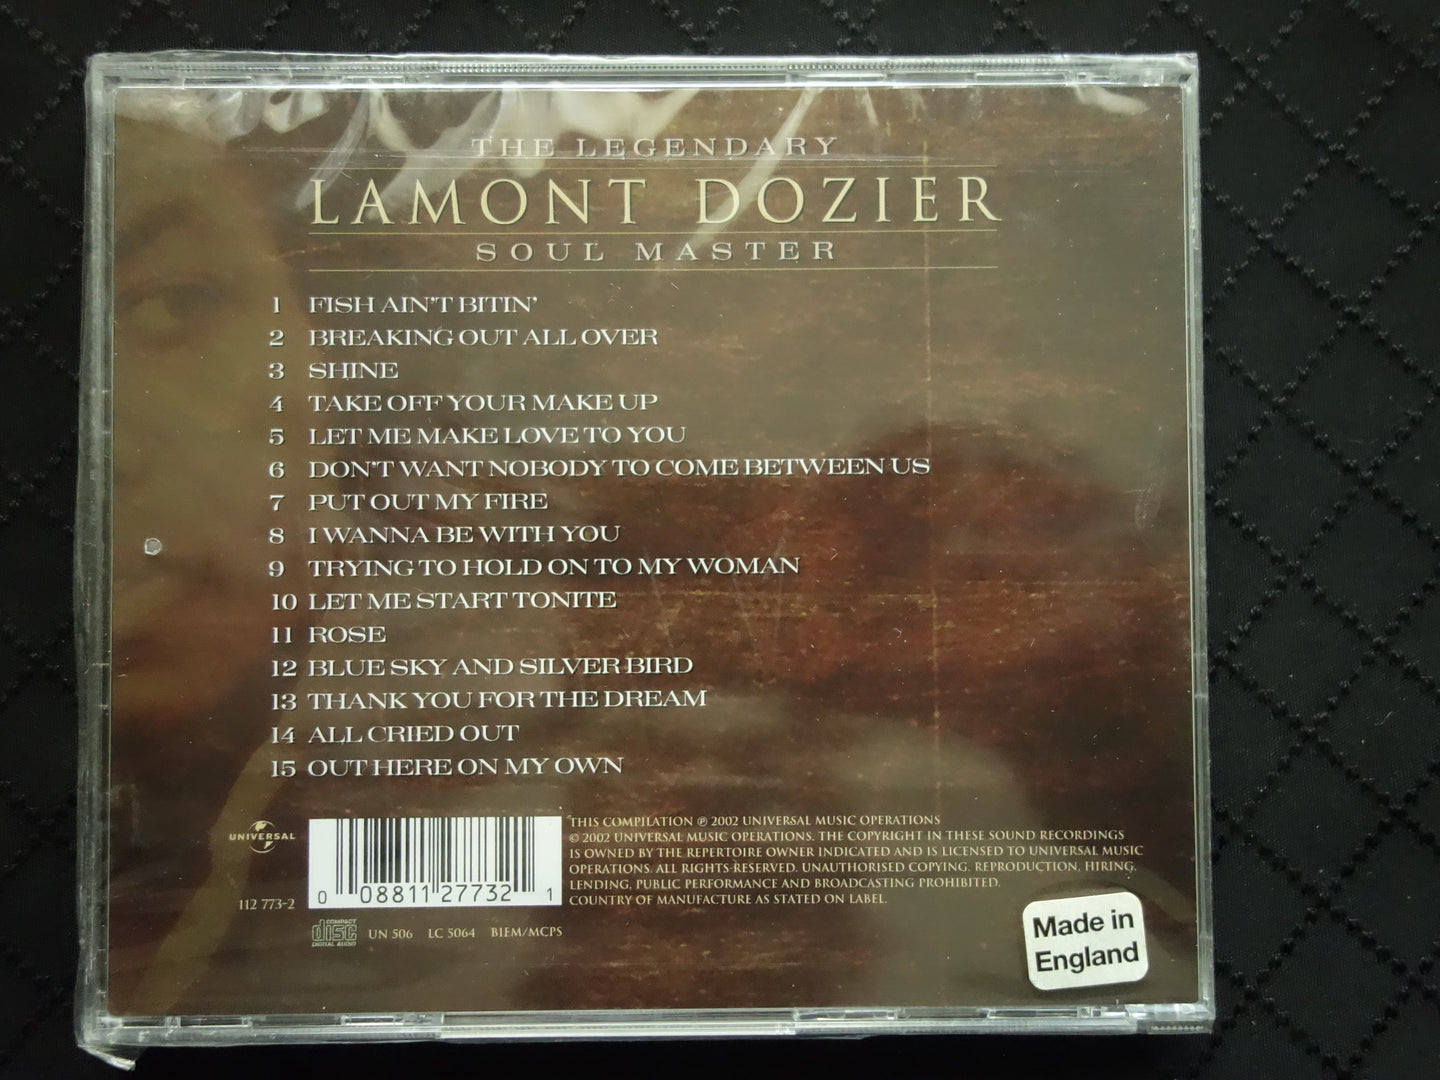 THE LEGENDARY
LAMONT DOZIER
SOUL MASTER
1 FISH AIN'T BITIN'
2 BREAKING OUT ALL OVER
3 SHINE
4 TAKE OFF YOUR MAKE UP
5 LET ME MAKE LOVE TO YOU
6 DON'T WANT NOBODY TO COME BETWEEN US
7 PUT OUT MY FIRE
8 I WANNA BE WITH YOU
9 TRYING TO HOLD ON TO MY WOMAN
10 LET ME START TONITE
11 ROSE
12 BLUE SKY AND SILVER BIRD
13 THANK YOU FOR THE DREAM
14 ALL CRIED OUT
15 OUT HERE ON MY OWN
UNIVERSAL
112 773-2
0 08811 27732 1
THIS COMPILATION ℗ 2002 UNIVERSAL MUSIC OPERATIONS
© 2002 UNIVERSAL MUSIC OPERATIONS. THE COPYRIGHT IN THESE SOUND RECORDINGS
IS OWNED BY THE REPERTOIRE OWNER INDICATED AND IS LICENSED TO UNIVERSAL MUSIC
OPERATIONS. ALL RIGHTS RESERVED. UNAUTHORISED COPYING, REPRODUCTION, HIRING,
LENDING, PUBLIC PERFORMANCE AND BROADCASTING PROHIBITED.
COUNTRY OF MANUFACTURE AS STATED ON LABEL.
COMPACT
disc
DIGITAL AUDIO
UN 506 LC 5064 BIEM/MCPS
Made in
England